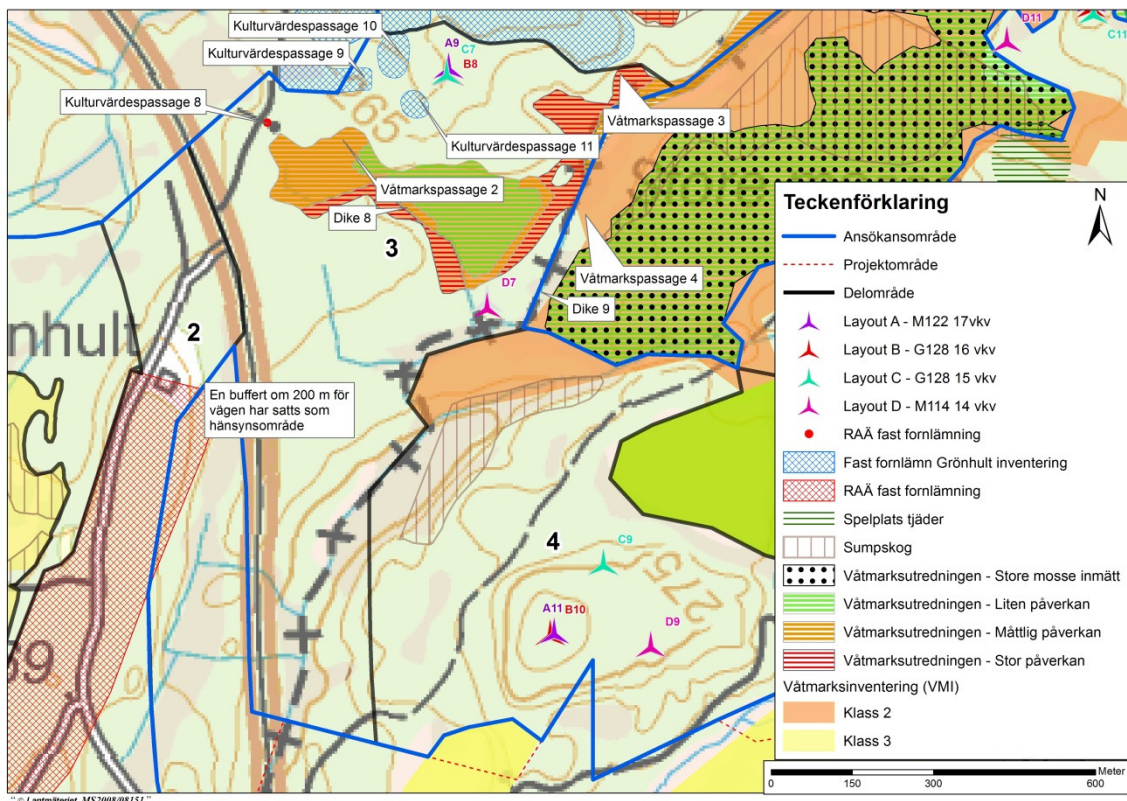 Kulturvärdespassage 10
Kulturvärdespassage 9
Kulturvärdespassage 8
A9
C7
B8
D11
C11
265
Våtmarkspassage 3
Kulturvärdespassage 11
Våtmarkspassage 2
Dike 8
3
Våtmarkspassage 4
D7
Dike 9
2
nhult
En buffert om 200 m för
vägen har satts som
hänsynsområde
4
C9
275
A11 B10
D9
59
Teckenförklaring
N
Ansökansområde
Projektområde
Delområde
Layout A - M122 17vkv
Layout B - G128 16 vkv
Layout C - G128 15 vkv
Layout D - M114 14 vkv
RAÄ fast fornlämning
Fast fornlämn Grönhult inventering
RAÄ fast fornlämning
Spelplats tjäder
Sumpskog
Våtmarksutredningen - Store mosse inmätt
Våtmarksutredningen - Liten påverkan
Våtmarksutredningen - Måttlig påverkan
Våtmarksutredningen - Stor påverkan
Våtmarksinventering (VMI)
Klass 2
Klass 3
Meter
0 150 300 600
" © Lantmäteriet, MS2008/08151 "